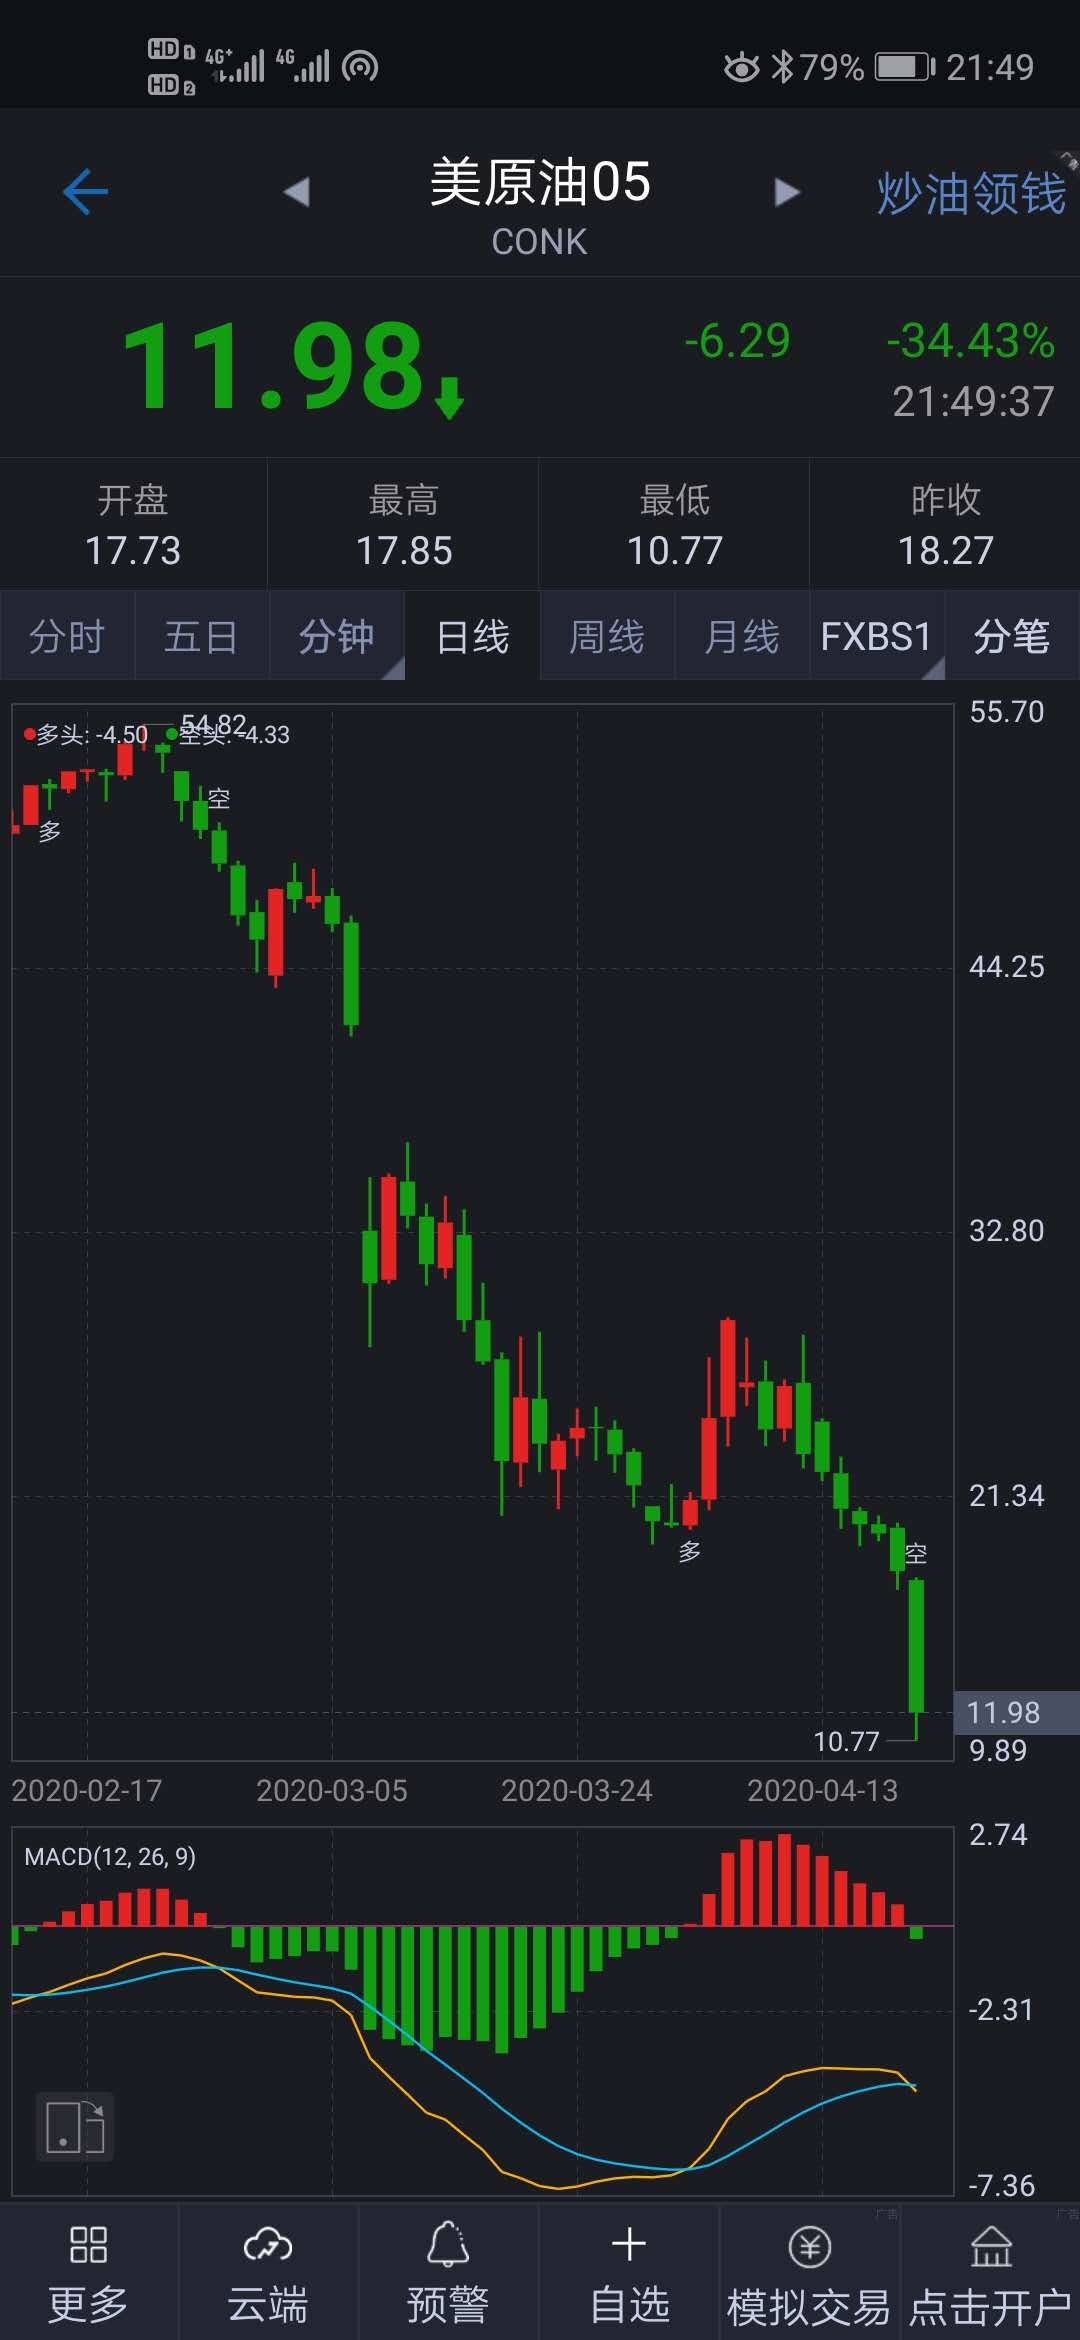 HD 1 4G+ 4G 79% 21:49
HD 2
美原油05
CONK
炒油领钱
11.98 -6.29 -34.43%
21:49:37
开盘 最高 最低 昨收
17.73 17.85 10.77 18.27
分时 五日 分钟 日线 周线 月线 FXBS1 分笔
55.70
54.82
多头: -4.50 空头: -4.33
空
多
44.25
32.80
21.34
多 空
11.98
10.77
9.89
2020-02-17 2020-03-05 2020-03-24 2020-04-13
2.74
MACD(12, 26, 9)
-2.31
-7.36
广告 广告
更多 云端 预警 自选 模拟交易 点击开户